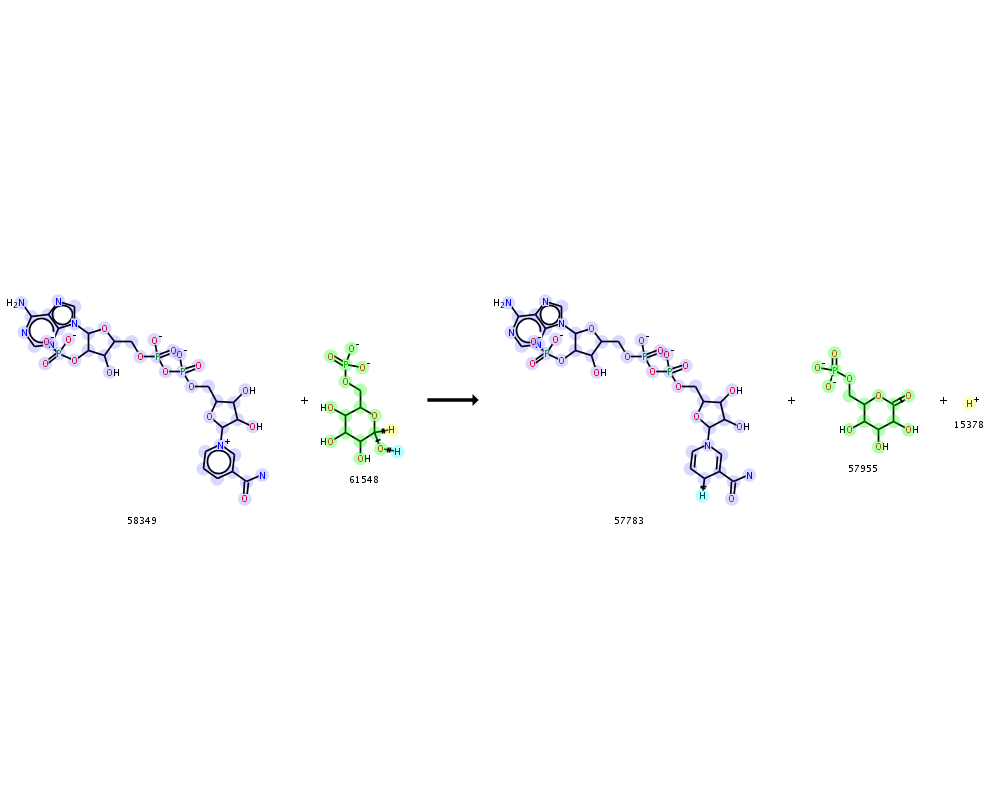 H₂N N N N N O O⁻ O⁻ P O O OH O P O⁻ O O P O⁻ O O OH O OH N⁺ N O
58349
+
O⁻ O P O⁻ O HO O H HO O H OH
61548
H₂N N N N N O O⁻ O⁻ P O O OH O P O⁻ O O P O⁻ O O OH O OH N N O H
57783
+
O O⁻ P O O⁻ O O HO OH OH
57955
+
H⁺
15378